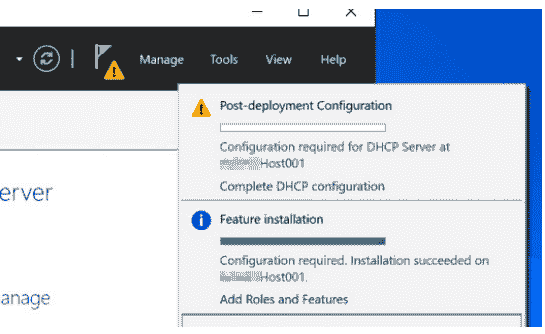 Manage Tools View Help
Post-deployment Configuration
Configuration required for DHCP Server at
Host001
Complete DHCP configuration
erver
Feature installation
Configuration required. Installation succeeded on
Host001.
anage
Add Roles and Features